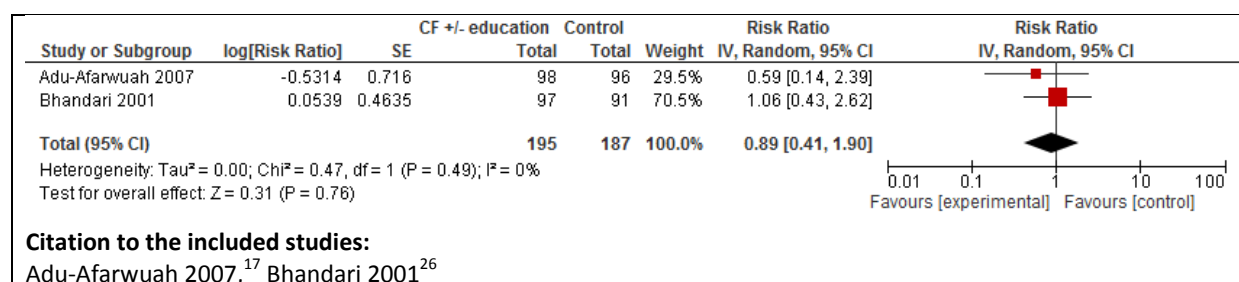 CF +/- education Control Risk Ratio Risk Ratio
Study or Subgroup log[Risk Ratio] SE Total Total Weight IV, Random, 95% CI IV, Random, 95% CI
Adu-Afarwuah 2007 -0.5314 0.716 98 96 29.5% 0.59 [0.14, 2.39]
Bhandari 2001 0.0539 0.4635 97 91 70.5% 1.06 [0.43, 2.62]
Total (95% CI) 195 187 100.0% 0.89 [0.41, 1.90]
Heterogeneity: Tau² = 0.00; Chi² = 0.47, df = 1 (P = 0.49); I² = 0%
Test for overall effect: Z = 0.31 (P = 0.76)
0.01 0.1 1 10 100
Favours [experimental] Favours [control]
Citation to the included studies:
Adu-Afarwuah 2007,¹⁷ Bhandari 2001²⁶